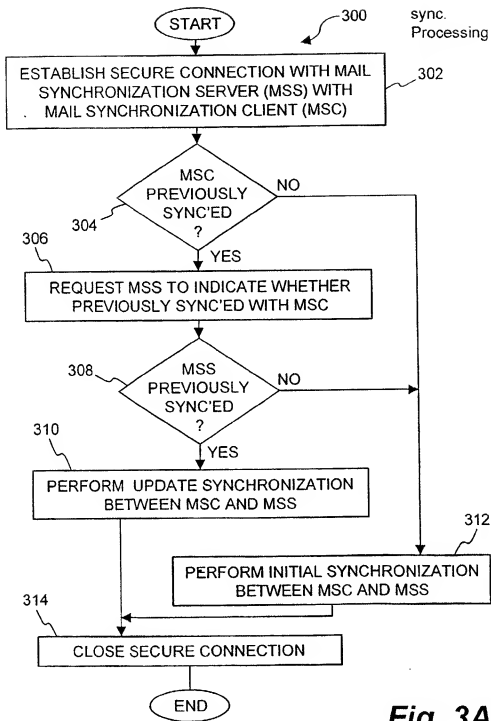 START
300
sync.
Processing
ESTABLISH SECURE CONNECTION WITH MAIL
SYNCHRONIZATION SERVER (MSS) WITH
MAIL SYNCHRONIZATION CLIENT (MSC)
302
MSC
PREVIOUSLY
SYNC'ED
?
304
NO
YES
306
REQUEST MSS TO INDICATE WHETHER
PREVIOUSLY SYNC'ED WITH MSC
308
MSS
PREVIOUSLY
SYNC'ED
?
NO
YES
310
PERFORM UPDATE SYNCHRONIZATION
BETWEEN MSC AND MSS
312
PERFORM INITIAL SYNCHRONIZATION
BETWEEN MSC AND MSS
314
CLOSE SECURE CONNECTION
END
Fig. 3A